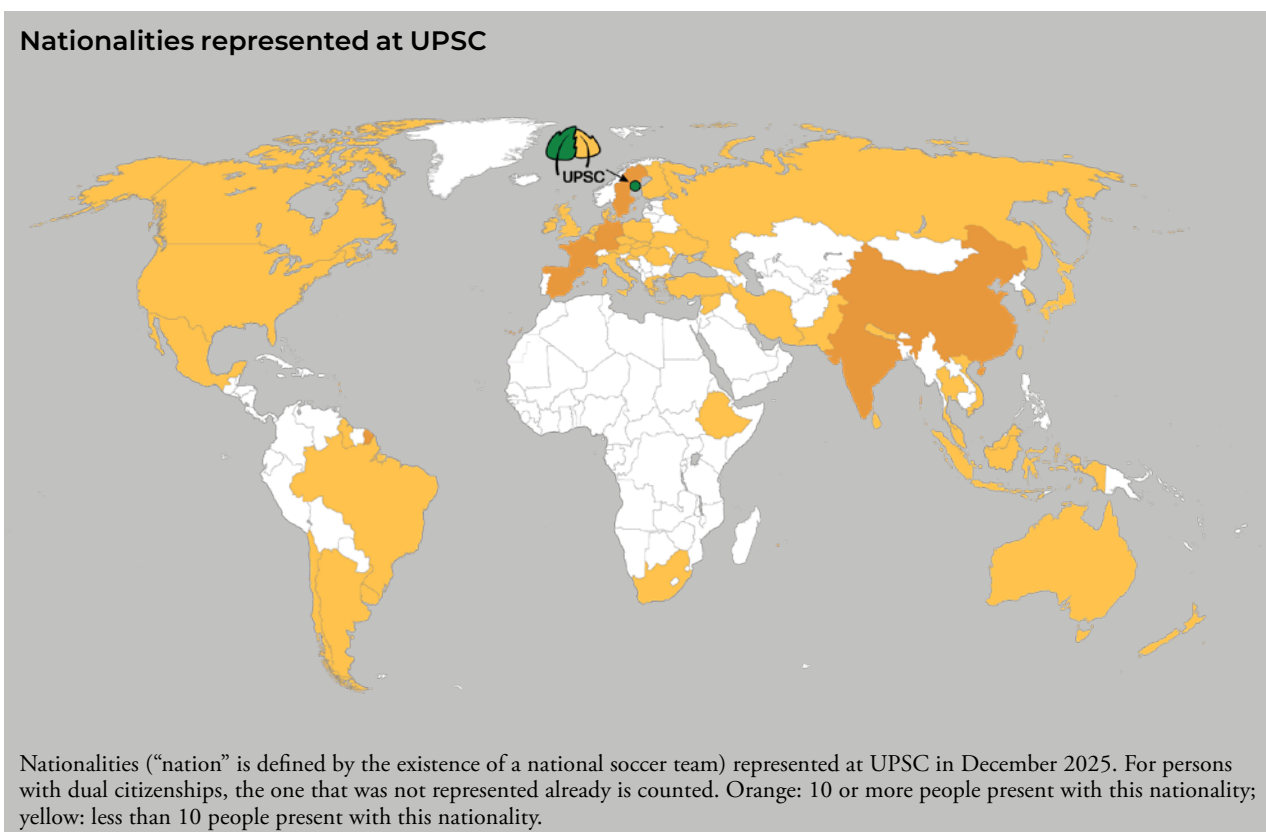 Nationalities represented at UPSC
UPSC
Nationalities (“nation” is defined by the existence of a national soccer team) represented at UPSC in December 2025. For persons
with dual citizenships, the one that was not represented already is counted. Orange: 10 or more people present with this nationality;
yellow: less than 10 people present with this nationality.